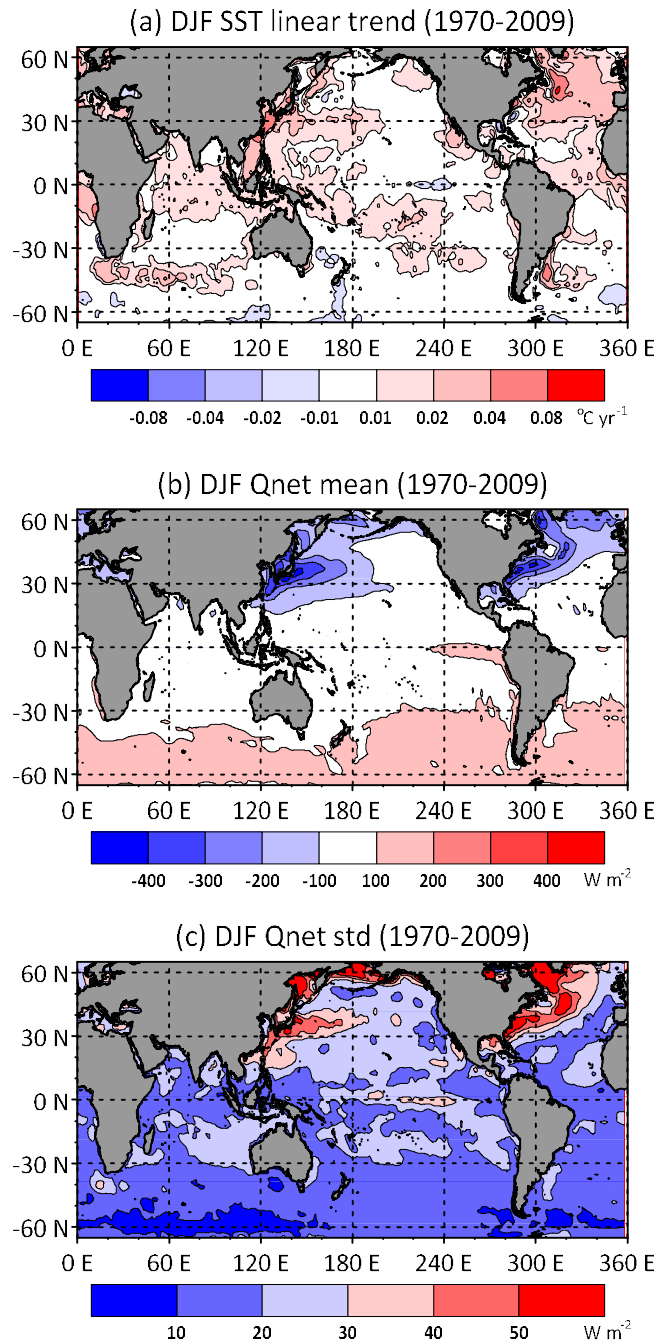 (a) DJF SST linear trend (1970-2009)
60 N
30 N
0 N
-30 N
-60 N
0 E 60 E 120 E 180 E 240 E 300 E 360 E
-0.08 -0.04 -0.02 -0.01 0.01 0.02 0.04 0.08 °C yr-1
(b) DJF Qnet mean (1970-2009)
60 N
30 N
0 N
-30 N
-60 N
0 E 60 E 120 E 180 E 240 E 300 E 360 E
-400 -300 -200 -100 100 200 300 400 W m-2
(c) DJF Qnet std (1970-2009)
60 N
30 N
0 N
-30 N
-60 N
0 E 60 E 120 E 180 E 240 E 300 E 360 E
10 20 30 40 50 W m-2